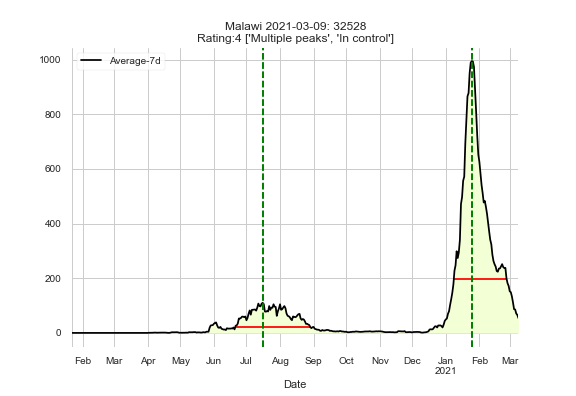 Malawi 2021-03-09: 32528
Rating:4 ['Multiple peaks', 'In control']
Average-7d
1000
800
600
400
200
0
Feb Mar Apr May Jun Jul Aug Sep Oct Nov Dec Jan Feb Mar
2021
Date